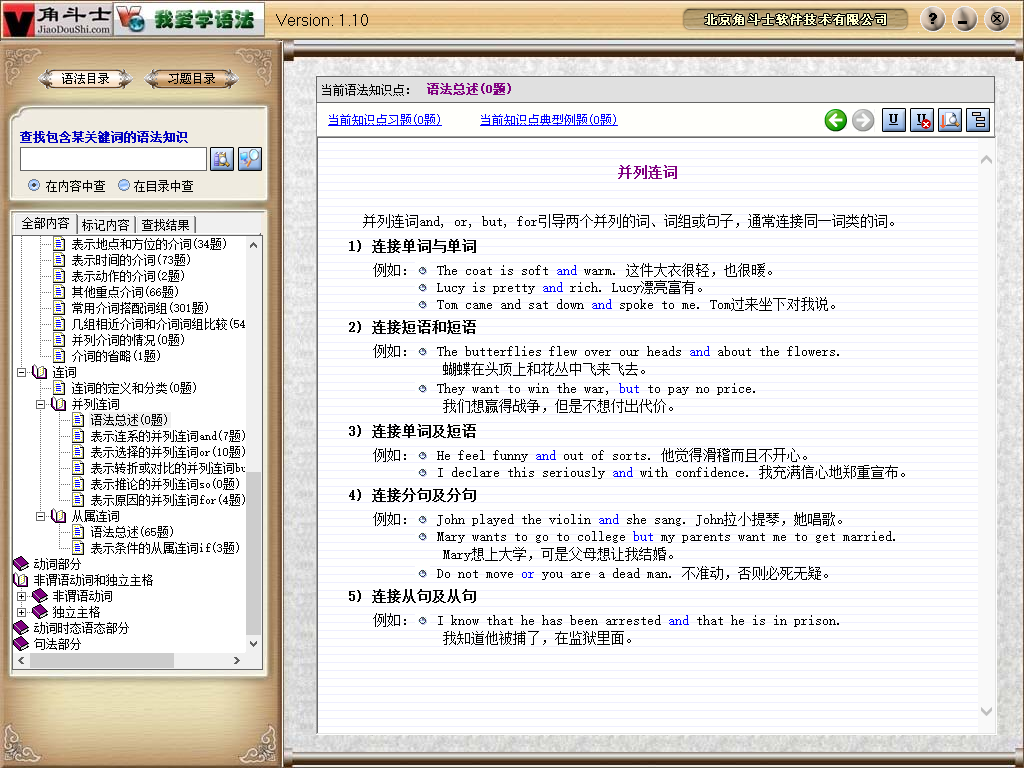 角斗士
JiaoDouShi.com
我爱学语法
Version: 1.10
北京角斗士软件技术有限公司
语法目录
习题目录
查找包含某关键词的语法知识
在内容中查
在目录中查
全部内容
标记内容
查找结果
表示地点和方位的介词(34题)
表示时间的介词(73题)
表示动作的介词(2题)
其他重点介词(66题)
常用介词搭配词组(301题)
几组相近介词和介词词组比较(54
并列介词的情况(0题)
介词的省略(1题)
连词
连词的定义和分类(0题)
并列连词
语法总述(0题)
表示连系的并列连词and(7题)
表示选择的并列连词or(10题)
表示转折或对比的并列连词bu
表示推论的并列连词so(0题)
表示原因的并列连词for(4题)
从属连词
语法总述(65题)
表示条件的从属连词if(3题)
动词部分
非谓语动词和独立主格
非谓语动词
独立主格
动词时态语态部分
句法部分
当前语法知识点： 语法总述(0题)
当前知识点习题(0题) 当前知识点典型例题(0题)
并列连词
并列连词and, or, but, for引导两个并列的词、词组或句子，通常连接同一词类的词。
1) 连接单词与单词
例如： The coat is soft and warm. 这件大衣很轻，也很暖。
Lucy is pretty and rich. Lucy漂亮富有。
Tom came and sat down and spoke to me. Tom过来坐下对我说。
2) 连接短语和短语
例如： The butterflies flew over our heads and about the flowers.
蝴蝶在头顶上和花丛中飞来飞去。
They want to win the war, but to pay no price.
我们想赢得战争，但是不想付出代价。
3) 连接单词及短语
例如： He feel funny and out of sorts. 他觉得滑稽而且不开心。
I declare this seriously and with confidence. 我充满信心地郑重宣布。
4) 连接分句及分句
例如： John played the violin and she sang. John拉小提琴，她唱歌。
Mary wants to go to college but my parents want me to get married.
Mary想上大学，可是父母想让我结婚。
Do not move or you are a dead man. 不准动，否则必死无疑。
5) 连接从句及从句
例如： I know that he has been arrested and that he is in prison.
我知道他被捕了，在监狱里面。